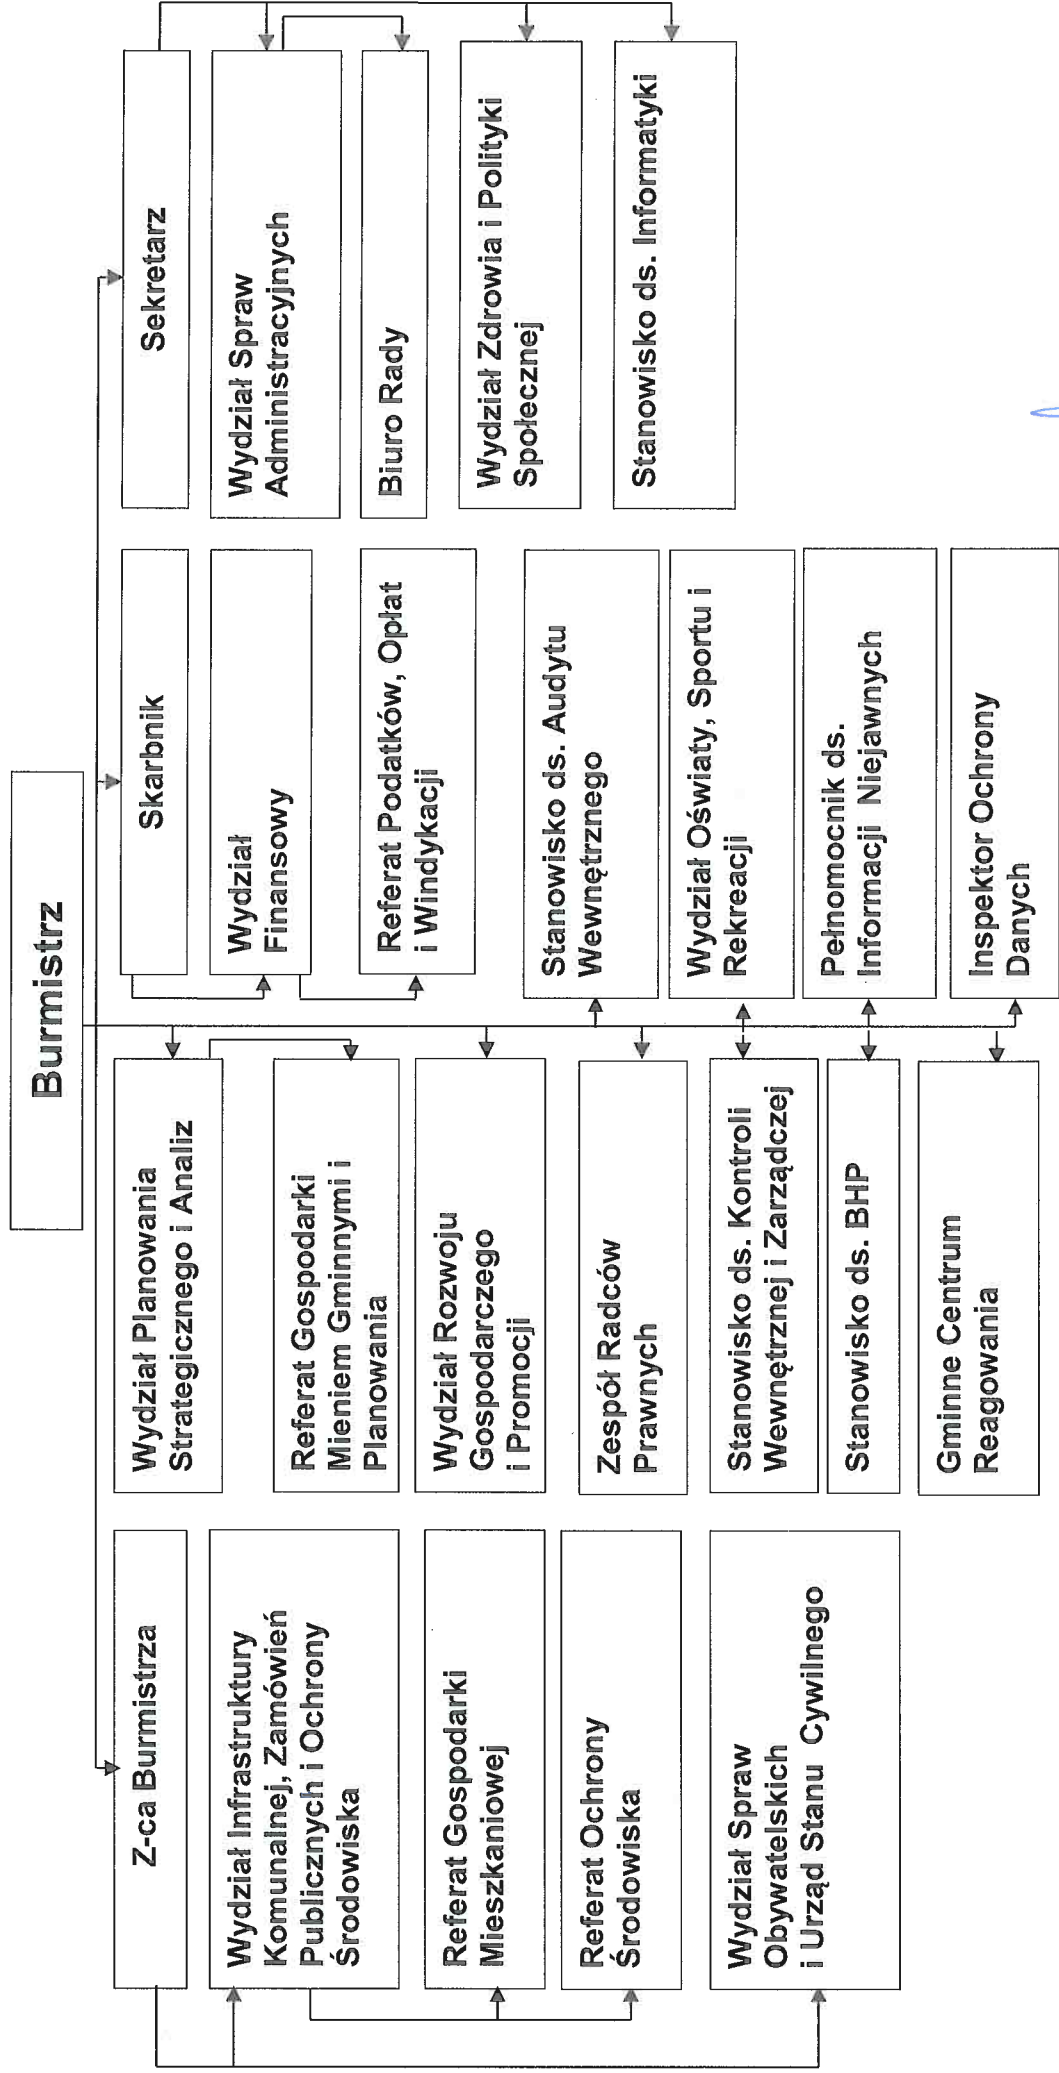 Burmistrz
Z-ca Burmistrza
Wydział Infrastruktury
Komunalnej, Zamówień
Publicznych i Ochrony
Środowiska
Referat Gospodarki
Mieszkaniowej
Referat Ochrony
Środowiska
Wydział Spraw
Obywatelskich
i Urząd Stanu Cywilnego
Wydział Planowania
Strategicznego i Analiz
Referat Gospodarki
Mieniem Gminnymi i
Planowania
Wydział Rozwoju
Gospodarczego
i Promocji
Zespół Radców
Prawnych
Stanowisko ds. Kontroli
Wewnętrznej i Zarządczej
Stanowisko ds. BHP
Gminne Centrum
Reagowania
Skarbnik
Wydział
Finansowy
Referat Podatków, Opłat
i Windykacji
Stanowisko ds. Audytu
Wewnętrznego
Wydział Oświaty, Sportu i
Rekreacji
Pełnomocnik ds.
Informacji Niejawnych
Inspektor Ochrony
Danych
Sekretarz
Wydział Spraw
Administracyjnych
Biuro Rady
Wydział Zdrowia i Polityki
Społecznej
Stanowisko ds. Informatyki